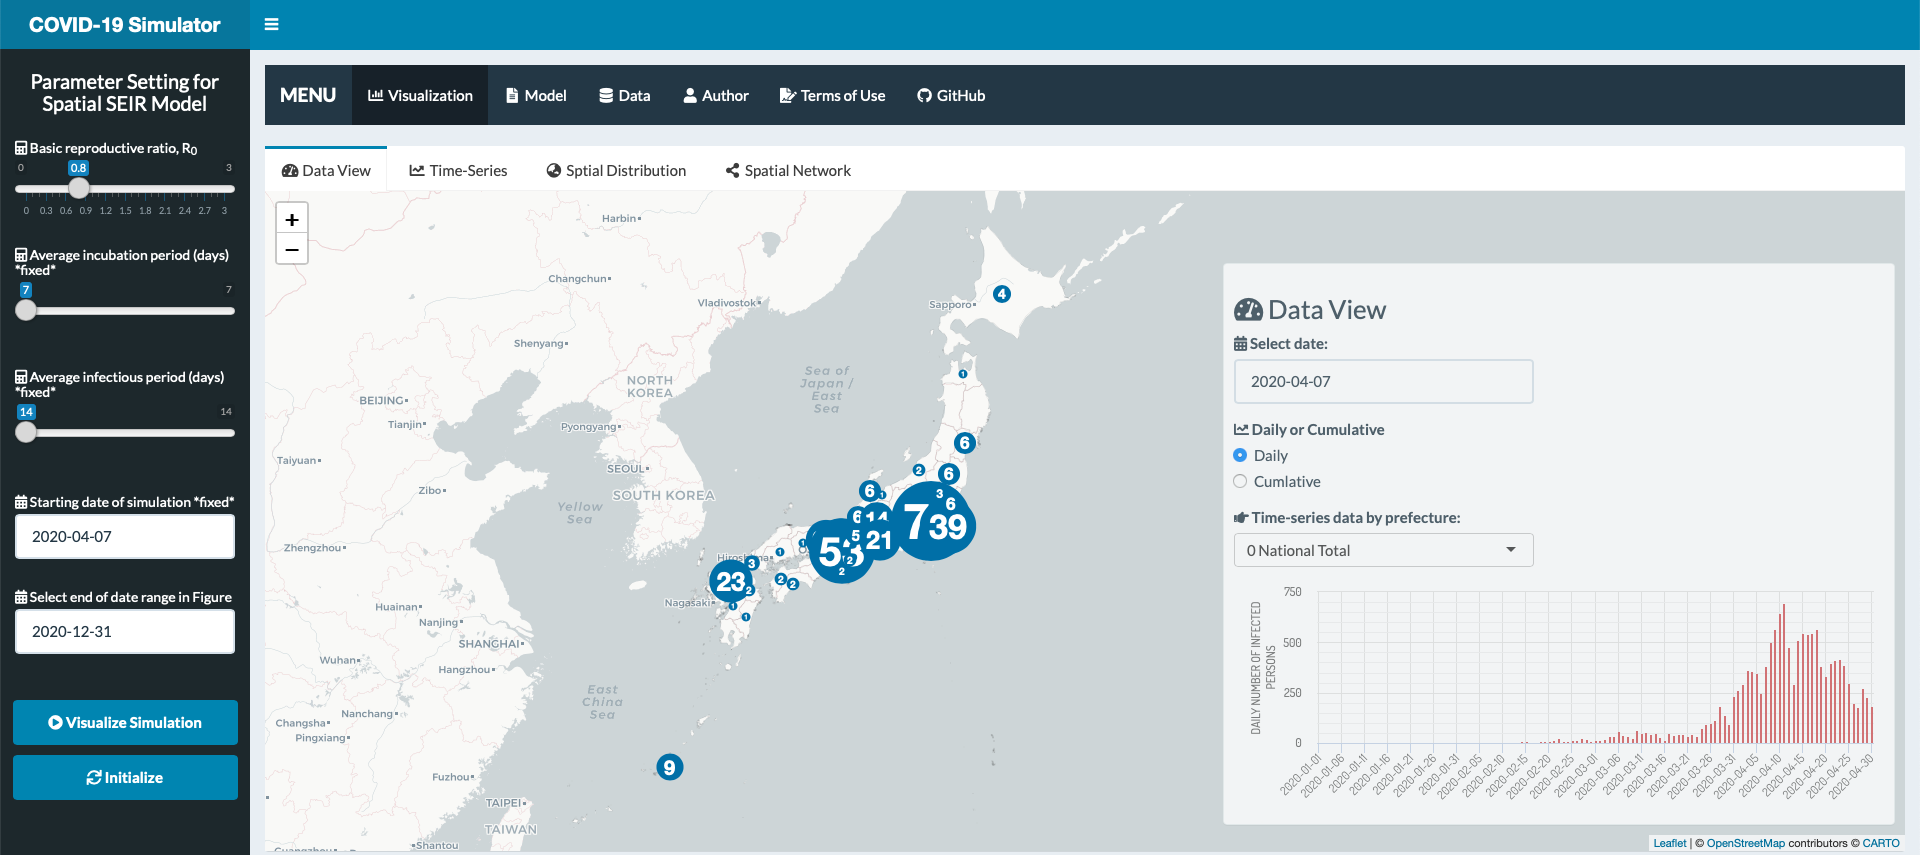 COVID-19 Simulator
Parameter Setting for
Spatial SEIR Model
Basic reproductive ratio, R0
0 0.8 3
0 0.3 0.6 0.9 1.2 1.5 1.8 2.1 2.4 2.7 3
Average incubation period (days)
*fixed*
7 7
Average infectious period (days)
*fixed*
14 14
Starting date of simulation *fixed*
2020-04-07
Select end of date range in Figure
2020-12-31
Visualize Simulation
Initialize
MENU Visualization Model Data Author Terms of Use GitHub
Data View Time-Series Sptial Distribution Spatial Network
+
−
Harbin
Changchun
Vladivostok
Sapporo
4
Shenyang
Sea of
Japan /
East
Sea
NORTH
KOREA
1
BEIJING
Tianjin
Pyongyang
6
Taiyuan
SEOUL
2
6
Zibo
SOUTH KOREA
6
1
3
6
Yellow
Sea
6
14
739
5
21
Zhengzhou
53
1
1
2
2
3
23
2
2
2
Nagasaki
1
1
Huainan
Nanjing
SHANGHAI
Wuhan
Hangzhou
East
China
Sea
Nanchang
Changsha
Pingxiang
9
Fuzhou
TAIPEI
TAIWAN
Shantou
Data View
Select date:
2020-04-07
Daily or Cumulative
Daily
Cumlative
Time-series data by prefecture:
0 National Total
750
500
250
0
DAILY NUMBER OF INFECTED
PERSONS
2020-01-01 2020-01-06 2020-01-11 2020-01-16 2020-01-21 2020-01-26 2020-01-31 2020-02-05 2020-02-10 2020-02-15 2020-02-20 2020-02-25 2020-03-01 2020-03-06 2020-03-11 2020-03-16 2020-03-21 2020-03-26 2020-03-31 2020-04-05 2020-04-10 2020-04-15 2020-04-20 2020-04-25 2020-04-30
Leaflet | © OpenStreetMap contributors © CARTO